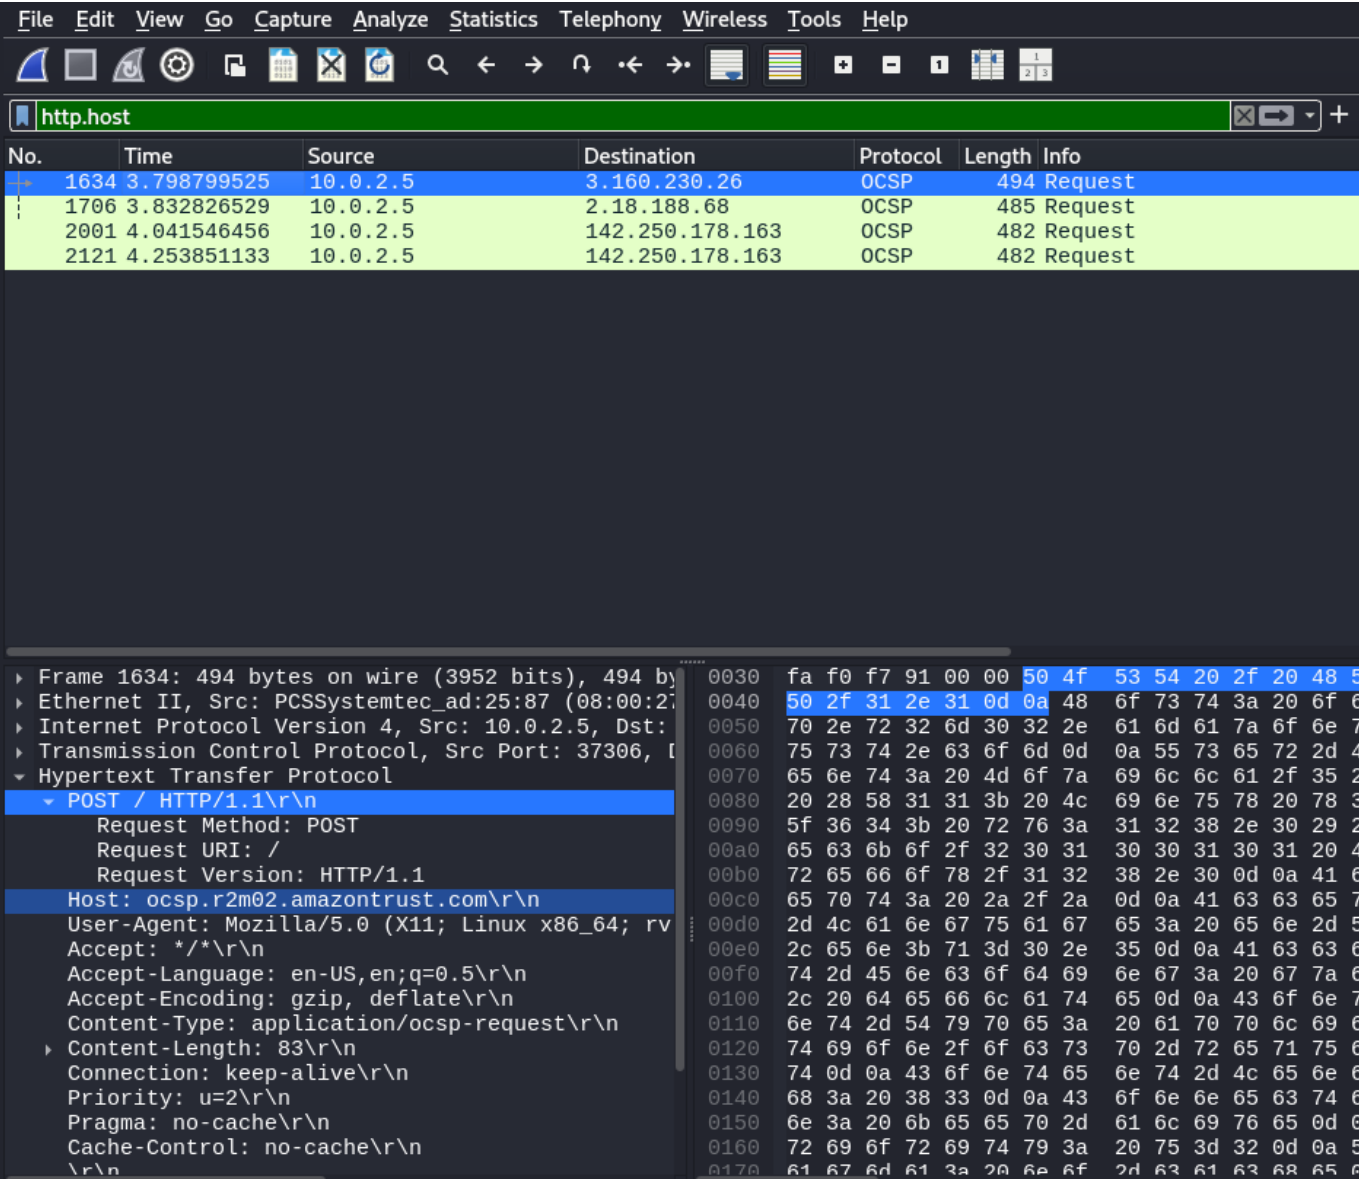 File Edit View Go Capture Analyze Statistics Telephony Wireless Tools Help
http.host
No. Time Source Destination Protocol Length Info
1634 3.798799525 10.0.2.5 3.160.230.26 OCSP 494 Request
1706 3.832826529 10.0.2.5 2.18.188.68 OCSP 485 Request
2001 4.041546456 10.0.2.5 142.250.178.163 OCSP 482 Request
2121 4.253851133 10.0.2.5 142.250.178.163 OCSP 482 Request
Frame 1634: 494 bytes on wire (3952 bits), 494 by
Ethernet II, Src: PCSSystemtec_ad:25:87 (08:00:27
Internet Protocol Version 4, Src: 10.0.2.5, Dst:
Transmission Control Protocol, Src Port: 37306, D
Hypertext Transfer Protocol
POST / HTTP/1.1\r\n
Request Method: POST
Request URI: /
Request Version: HTTP/1.1
Host: ocsp.r2m02.amazontrust.com\r\n
User-Agent: Mozilla/5.0 (X11; Linux x86_64; rv
Accept: */*\r\n
Accept-Language: en-US,en;q=0.5\r\n
Accept-Encoding: gzip, deflate\r\n
Content-Type: application/ocsp-request\r\n
Content-Length: 83\r\n
Connection: keep-alive\r\n
Priority: u=2\r\n
Pragma: no-cache\r\n
Cache-Control: no-cache\r\n
\r\n
0030 fa f0 f7 91 00 00 50 4f 53 54 20 2f 20 48
0040 50 2f 31 2e 31 0d 0a 48 6f 73 74 3a 20 6f
0050 70 2e 72 32 6d 30 32 2e 61 6d 61 7a 6f 6e
0060 75 73 74 2e 63 6f 6d 0d 0a 55 73 65 72 2d
0070 65 6e 74 3a 20 4d 6f 7a 69 6c 6c 61 2f 35
0080 20 28 58 31 31 3b 20 4c 69 6e 75 78 20 78
0090 5f 36 34 3b 20 72 76 3a 31 32 38 2e 30 29
00a0 65 63 6b 6f 2f 32 30 31 30 30 31 30 31 20
00b0 72 65 66 6f 78 2f 31 32 38 2e 30 0d 0a 41
00c0 65 70 74 3a 20 2a 2f 2a 0d 0a 41 63 63 65
00d0 2d 4c 61 6e 67 75 61 67 65 3a 20 65 6e 2d
00e0 2c 65 6e 3b 71 3d 30 2e 35 0d 0a 41 63 63
00f0 74 2d 45 6e 63 6f 64 69 6e 67 3a 20 67 7a
0100 2c 20 64 65 66 6c 61 74 65 0d 0a 43 6f 6e
0110 6e 74 2d 54 79 70 65 3a 20 61 70 70 6c 69
0120 74 69 6f 6e 2f 6f 63 73 70 2d 72 65 71 75
0130 74 0d 0a 43 6f 6e 74 65 6e 74 2d 4c 65 6e
0140 68 3a 20 38 33 0d 0a 43 6f 6e 6e 65 63 74
0150 6e 3a 20 6b 65 65 70 2d 61 6c 69 76 65 0d
0160 72 69 6f 72 69 74 79 3a 20 75 3d 32 0d 0a
0170 61 67 6d 61 3a 20 6e 6f 2d 63 61 63 68 65